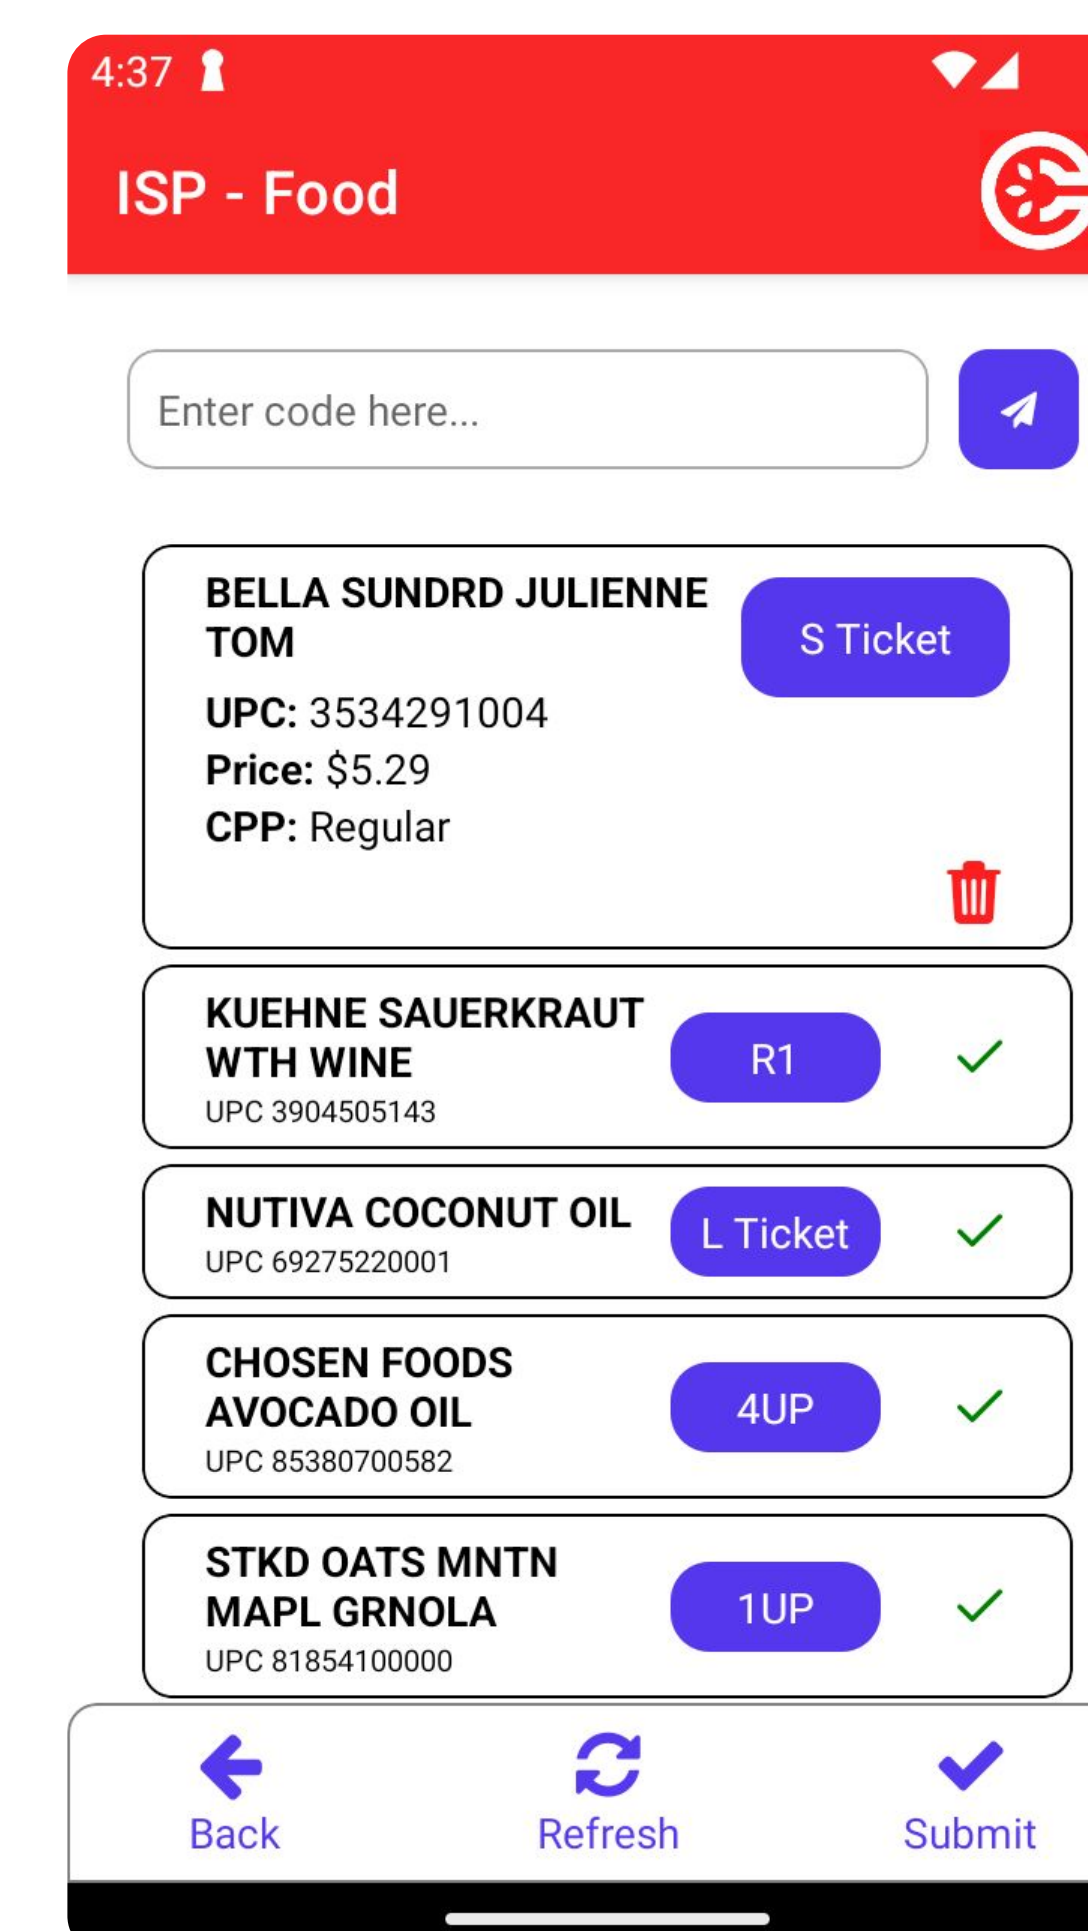 4:37
ISP - Food
Enter code here...
BELLA SUNDRD JULIENNE
TOM
S Ticket
UPC: 3534291004
Price: $5.29
CPP: Regular
KUEHNE SAUERKRAUT
WTH WINE
UPC 3904505143
R1
NUTIVA COCONUT OIL
UPC 69275220001
L Ticket
CHOSEN FOODS
AVOCADO OIL
UPC 85380700582
4UP
STKD OATS MNTN
MAPL GRNOLA
UPC 81854100000
1UP
Back
Refresh
Submit